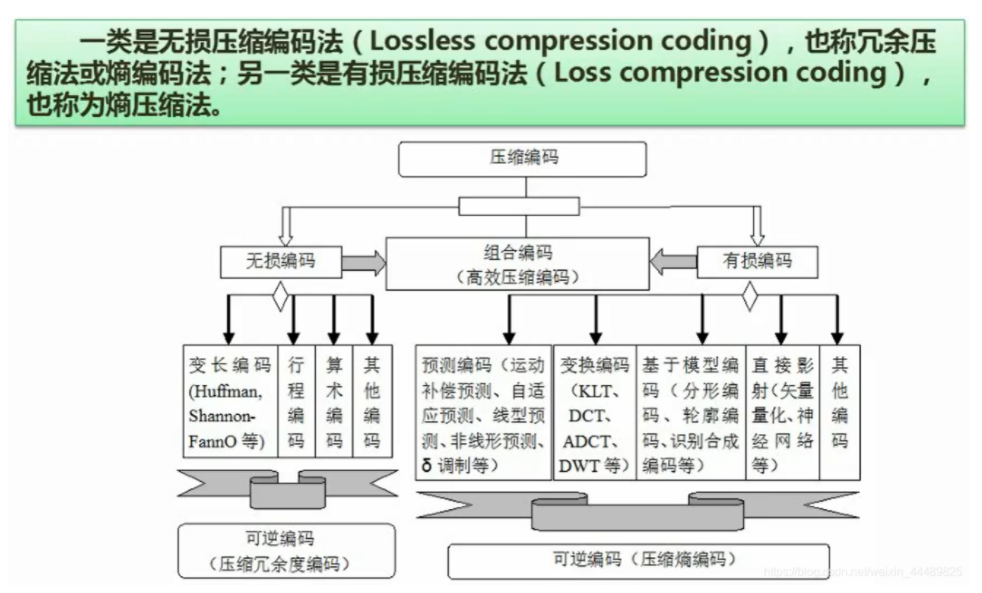 一类是无损压缩编码法（Lossless compression coding），也称冗余压
缩法或熵编码法；另一类是有损压缩编码法（Loss compression coding），
也称为熵压缩法。
压缩编码
无损编码
组合编码
（高效压缩编码）
有损编码
变长编码
(Huffman,
Shannon-
FannO 等)
行
程
编
码
算
术
编
码
其
他
编
码
预测编码（运动
补偿预测、自适
应预测、线型预
测、非线形预测、
δ 调制等）
变换编码
（KLT、
DCT、
ADCT、
DWT 等）
基于模型编
码（分形编
码、轮廓编
码、识别合成
编码等）
直接影
射（矢量
量化、神
经网络
等）
其
他
编
码
可逆编码
（压缩冗余度编码）
可逆编码（压缩熵编码）
https://blog.csdn.net/weixin_44489825